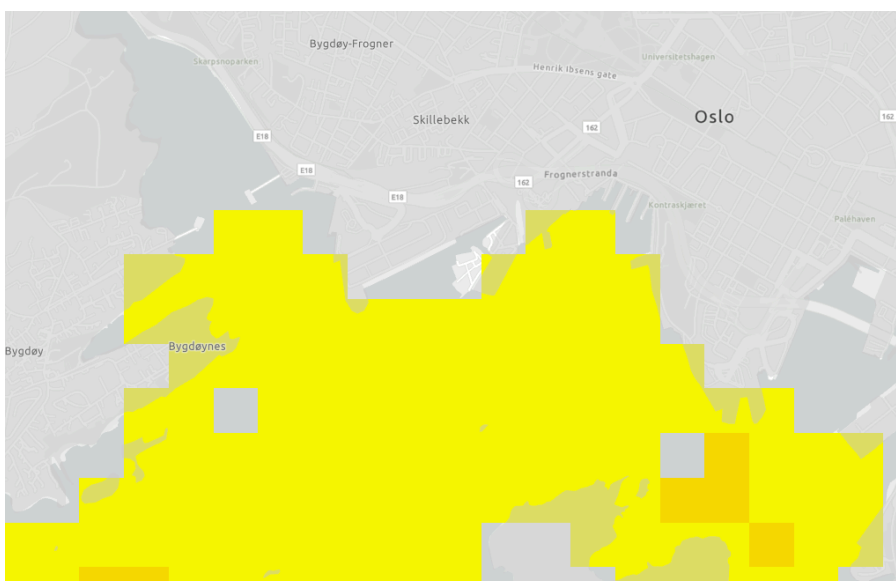 Bygdøy-Frogner
Skarpsnoparken
Universitetshagen
Henrik Ibsens gate
Skillebekk
Oslo
162
162
E18
E18
Frognerstranda
162
E18
Kontraskjæret
Paléhaven
Bygdøynes
Bygdøy